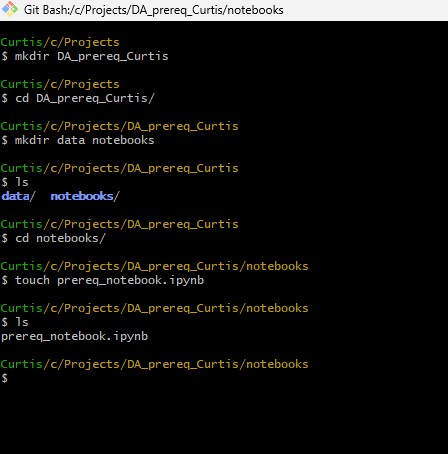 Git Bash:/c/Projects/DA_prereq_Curtis/notebooks
Curtis/c/Projects
$ mkdir DA_prereq_Curtis
Curtis/c/Projects
$ cd DA_prereq_Curtis/
Curtis/c/Projects/DA_prereq_Curtis
$ mkdir data notebooks
Curtis/c/Projects/DA_prereq_Curtis
$ ls
data/  notebooks/
Curtis/c/Projects/DA_prereq_Curtis
$ cd notebooks/
Curtis/c/Projects/DA_prereq_Curtis/notebooks
$ touch prereq_notebook.ipynb
Curtis/c/Projects/DA_prereq_Curtis/notebooks
$ ls
prereq_notebook.ipynb
Curtis/c/Projects/DA_prereq_Curtis/notebooks
$